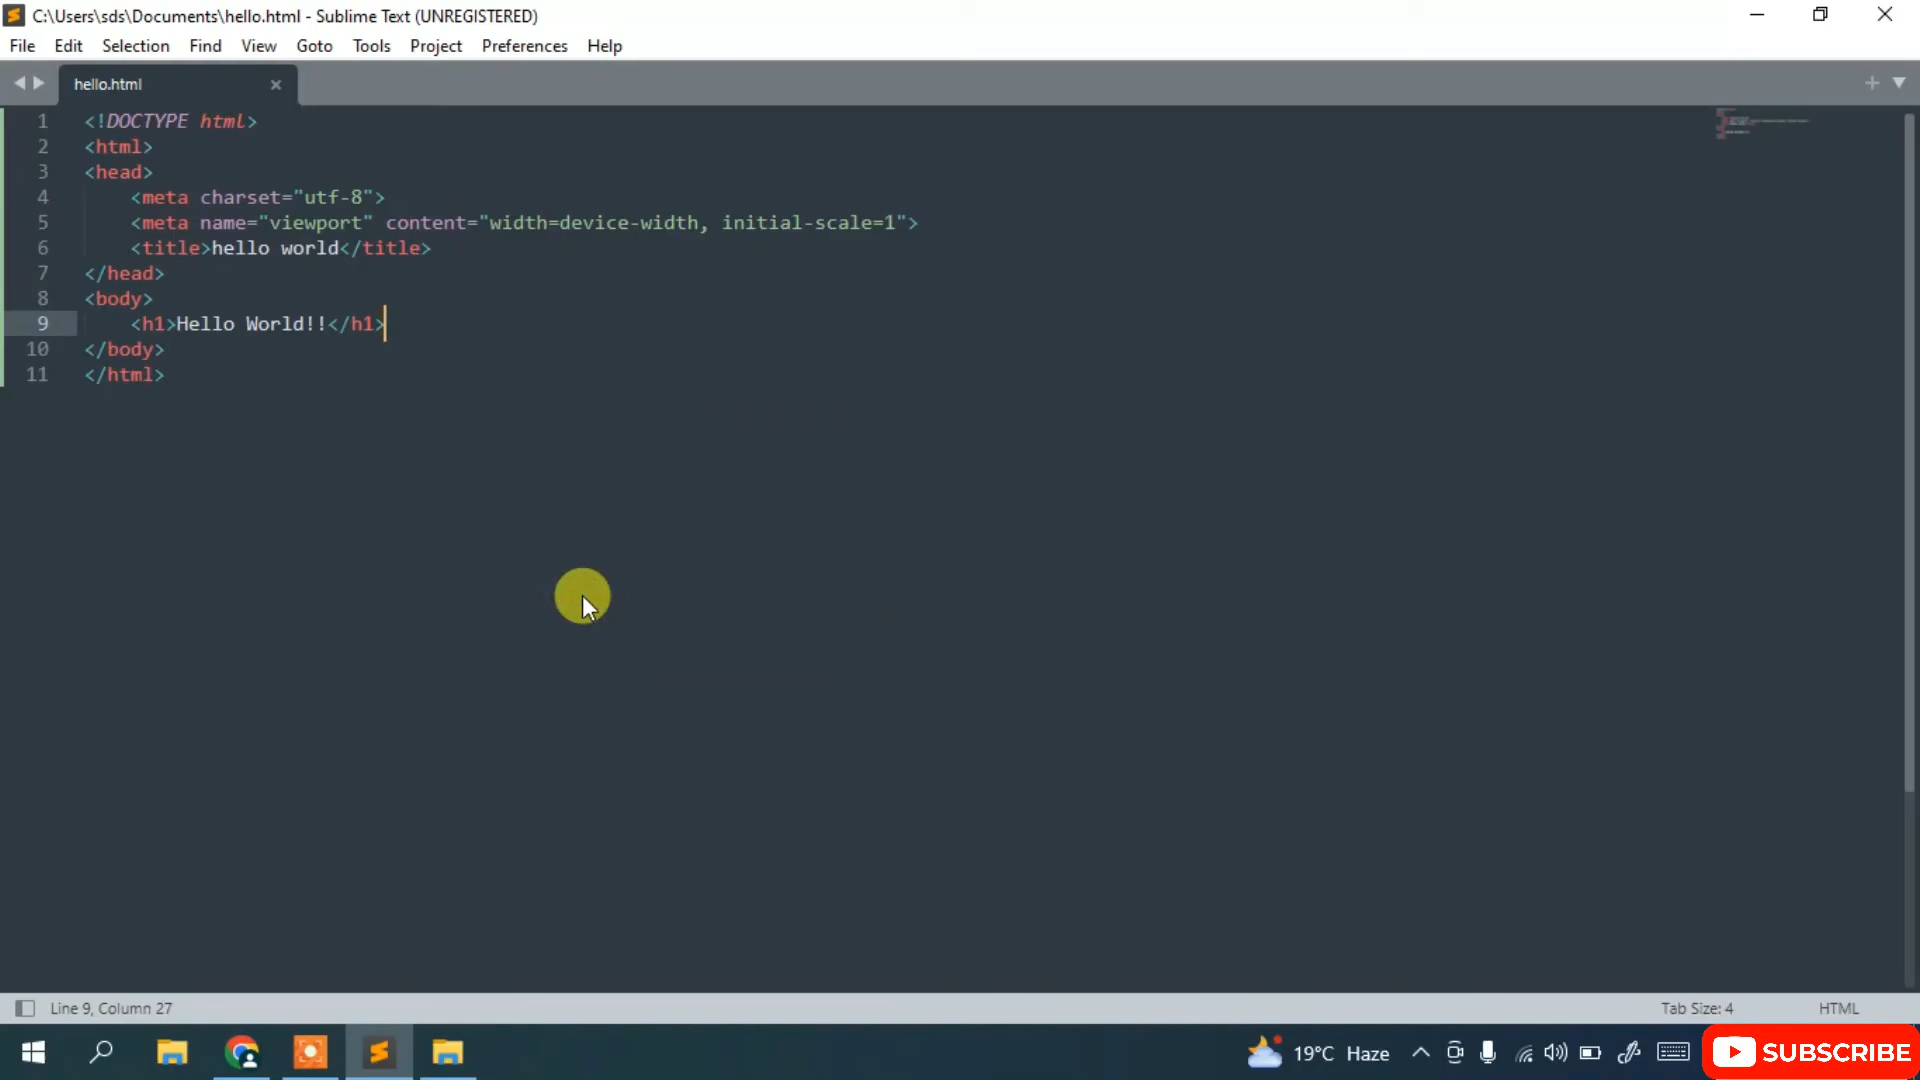 C:\Users\sds\Documents\hello.html - Sublime Text (UNREGISTERED)
File Edit Selection Find View Goto Tools Project Preferences Help
hello.html
1 <!DOCTYPE html>
2 <html>
3 <head>
4 <meta charset="utf-8">
5 <meta name="viewport" content="width=device-width, initial-scale=1">
6 <title>hello world</title>
7 </head>
8 <body>
9 <h1>Hello World!!</h1>
10 </body>
11 </html>
Line 9, Column 27 Tab Size: 4 HTML
19°C Haze SUBSCRIBE